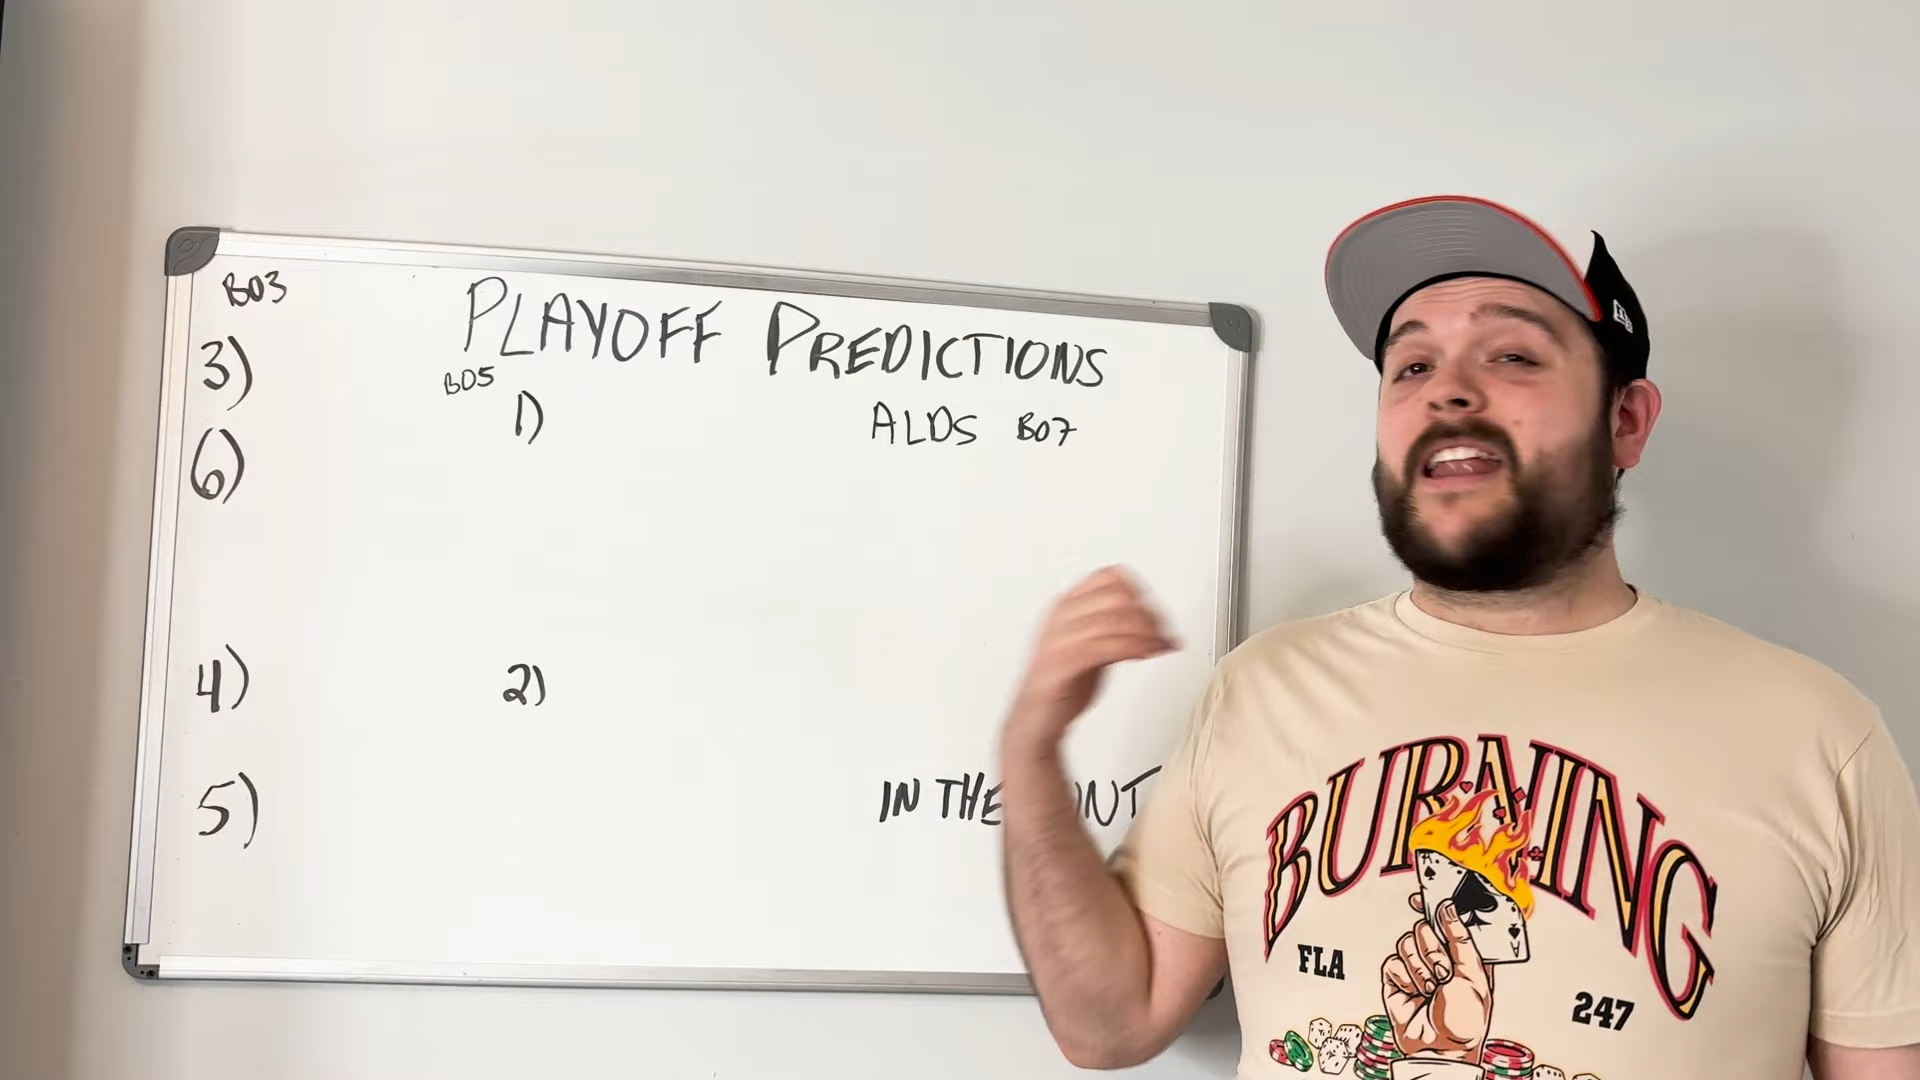 BO3
PLAYOFF PREDICTIONS
3)
BO5
1)
ALDS BO7
6)
4)
2)
5)
IN THE
BURNING
FLA
247